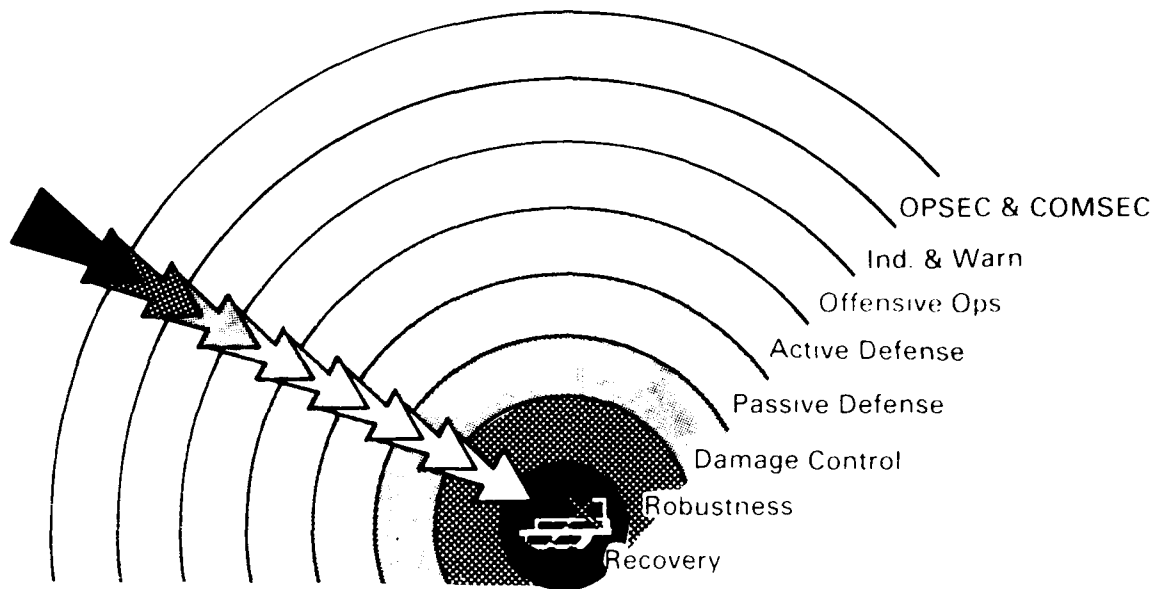 OPSEC & COMSEC
Ind. & Warn
Offensive Ops
Active Defense
Passive Defense
Damage Control
Robustness
Recovery